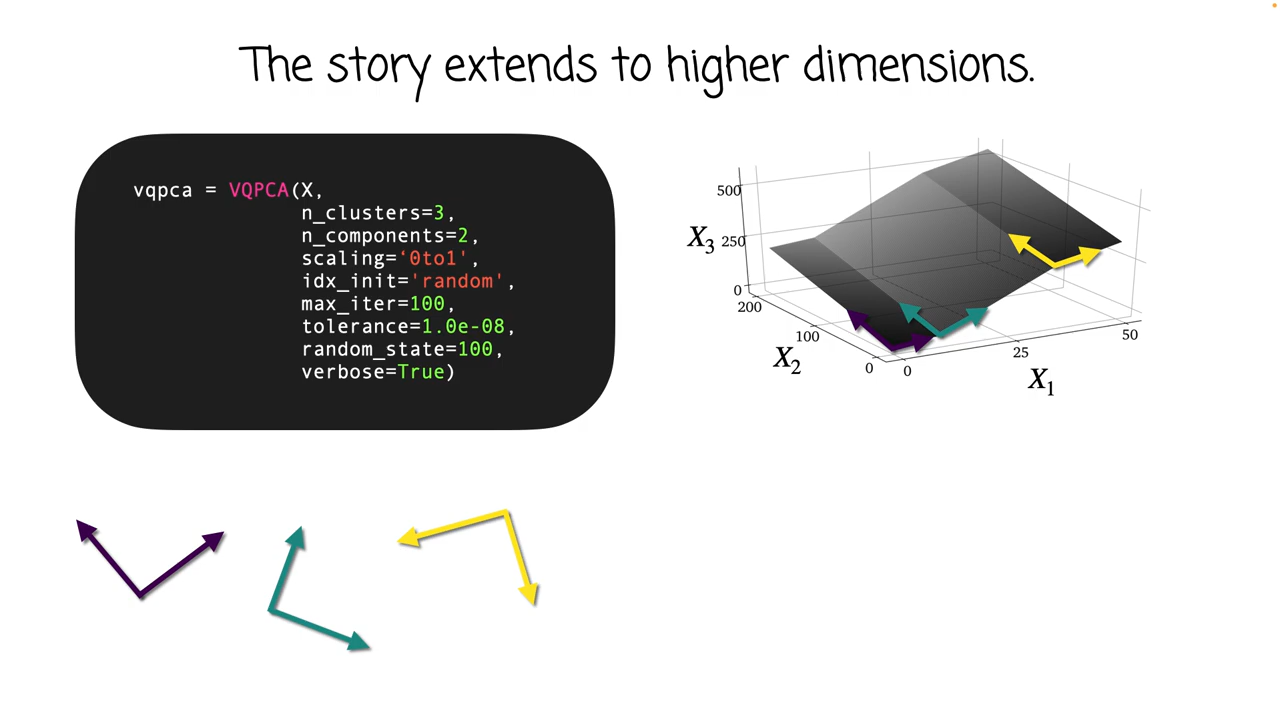 The story extends to higher dimensions.
vqpca = VQPCA(X,
n_clusters=3,
n_components=2,
scaling=‘0to1',
idx_init='random',
max_iter=100,
tolerance=1.0e-08,
random_state=100,
verbose=True)
500
250
0
X3
200
100
0
X2
0
25
50
X1